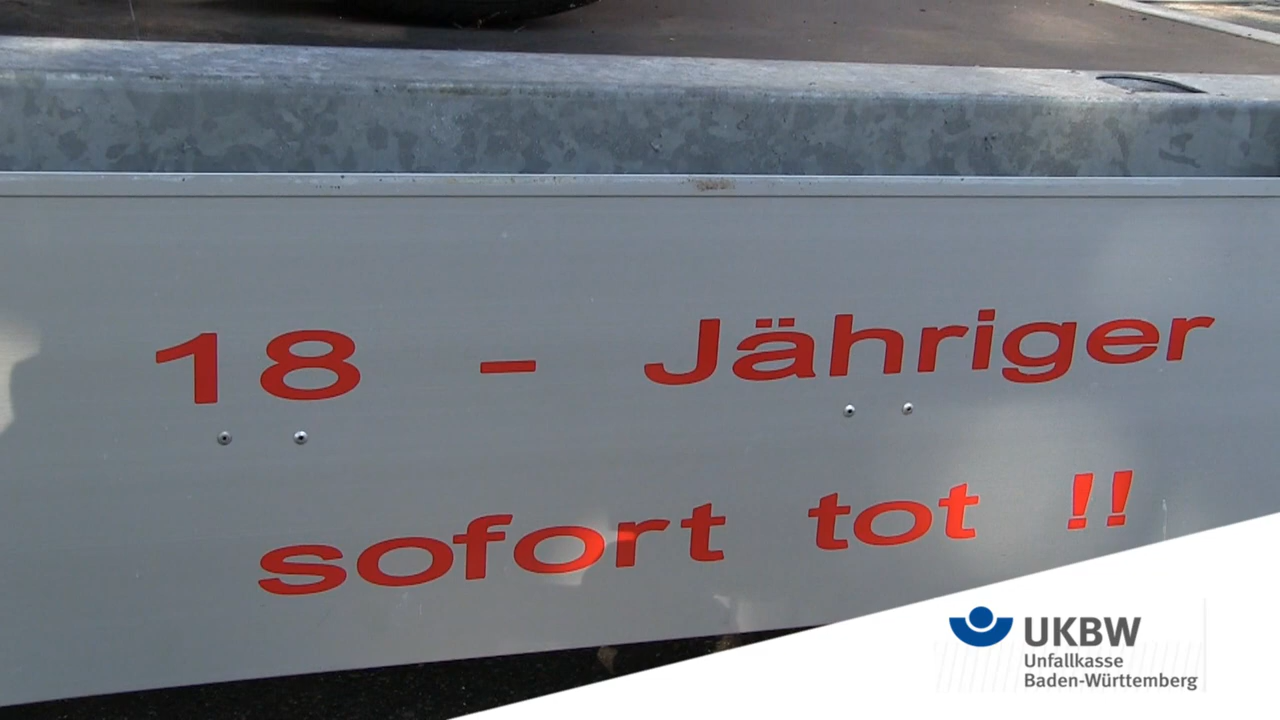 18 - Jähriger
sofort tot !!
UKBW
Unfallkasse
Baden-Württemberg